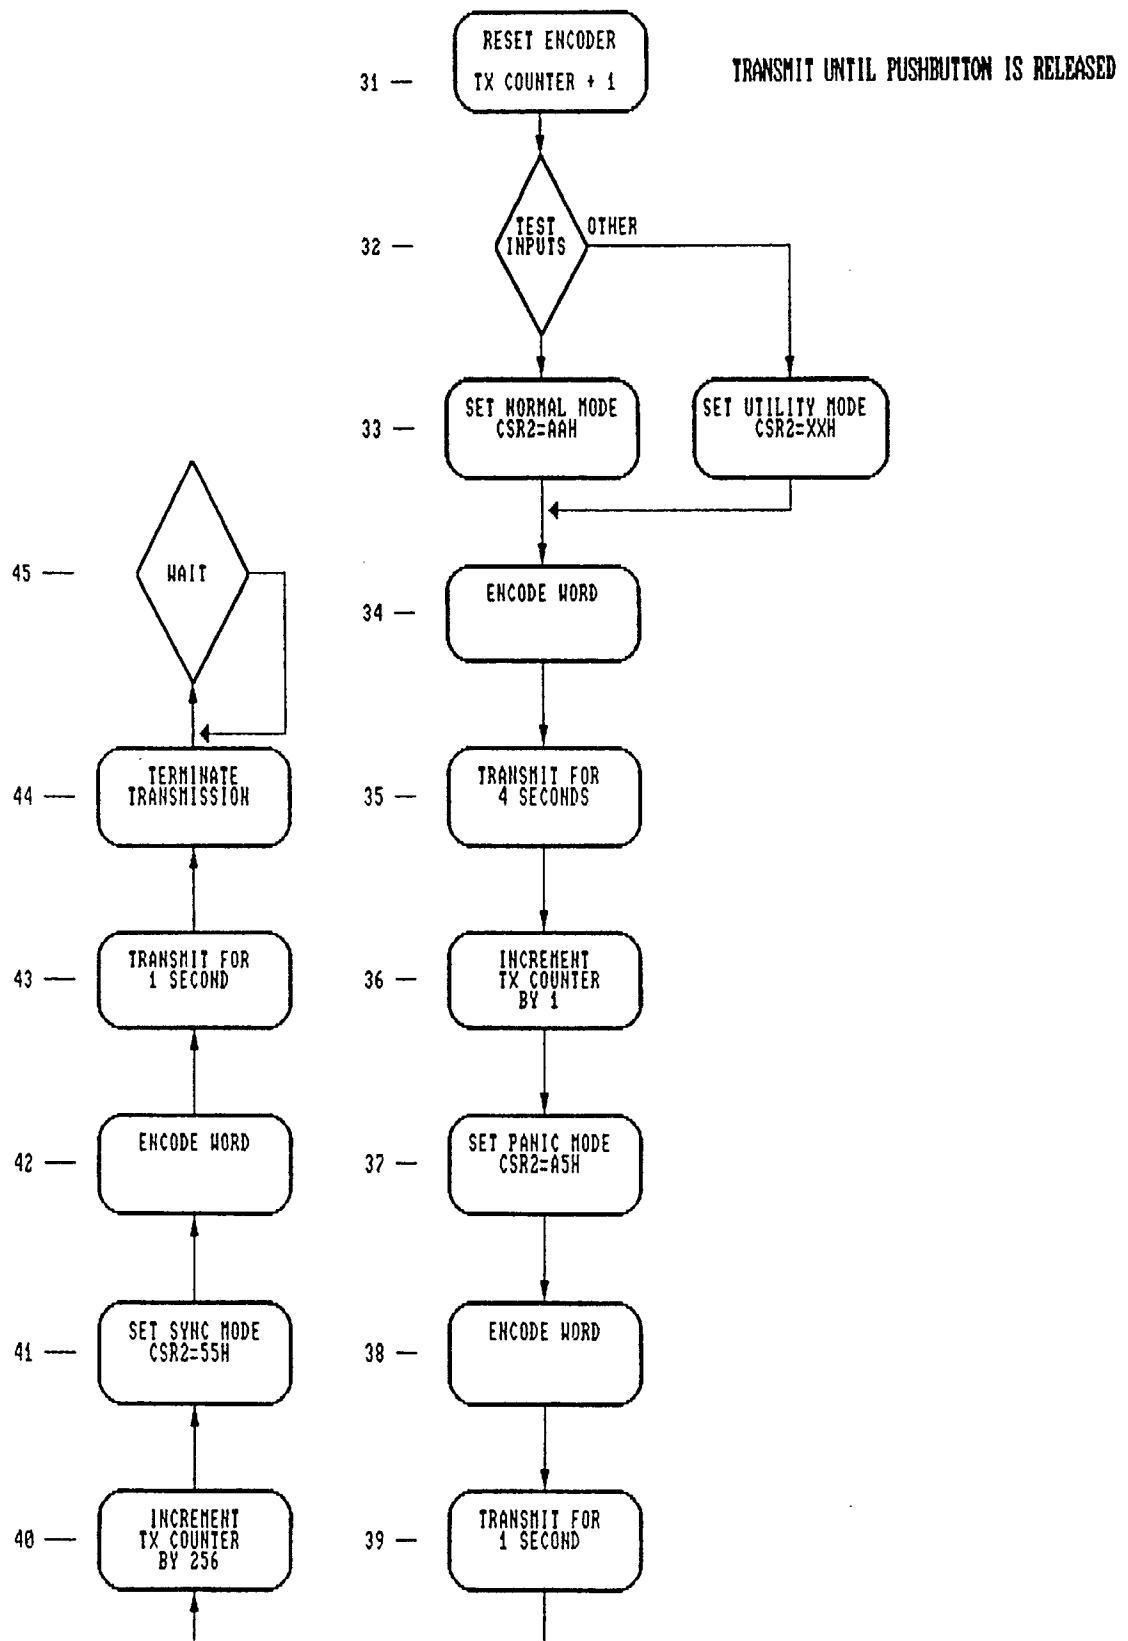 RESET ENCODER
31 — TX COUNTER + 1
TRANSMIT UNTIL PUSHBUTTON IS RELEASED
TEST
INPUTS
OTHER
32 —
SET NORMAL MODE
CSR2=AAH
33 —
SET UTILITY MODE
CSR2=XXH
45 —
WAIT
34 —
ENCODE WORD
44 —
TERMINATE
TRANSMISSION
35 —
TRANSMIT FOR
4 SECONDS
43 —
TRANSMIT FOR
1 SECOND
36 —
INCREMENT
TX COUNTER
BY 1
42 —
ENCODE WORD
37 —
SET PANIC MODE
CSR2=A5H
41 —
SET SYNC MODE
CSR2=55H
38 —
ENCODE WORD
40 —
INCREMENT
TX COUNTER
BY 256
39 —
TRANSMIT FOR
1 SECOND